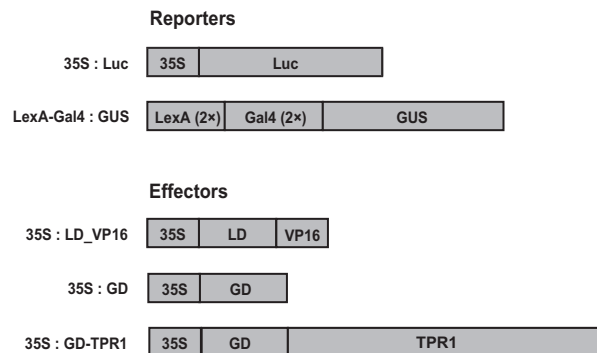 Reporters
35S : Luc 35S Luc
LexA-Gal4 : GUS LexA (2×) Gal4 (2×) GUS
Effectors
35S : LD_VP16 35S LD VP16
35S : GD 35S GD
35S : GD-TPR1 35S GD TPR1